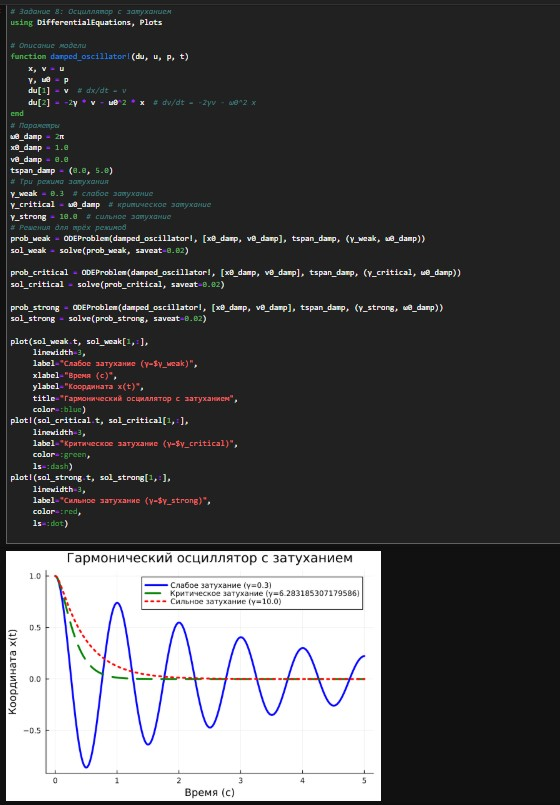 # Задание 8: Осциллятор с затуханием
using DifferentialEquations, Plots
# Описание модели
function damped_oscillator!(du, u, p, t)
x, v = u
γ, ω0 = p
du[1] = v  # dx/dt = v
du[2] = -2γ * v - ω0^2 * x  # dv/dt = -2γv - ω0^2 x
end
# Параметры
ω0_damp = 2π
x0_damp = 1.0
v0_damp = 0.0
tspan_damp = (0.0, 5.0)
# Три режима затухания
γ_weak = 0.3  # слабое затухание
γ_critical = ω0_damp  # критическое затухание
γ_strong = 10.0  # сильное затухание
# Решения для трёх режимов
prob_weak = ODEProblem(damped_oscillator!, [x0_damp, v0_damp], tspan_damp, (γ_weak, ω0_damp))
sol_weak = solve(prob_weak, saveat=0.02)
prob_critical = ODEProblem(damped_oscillator!, [x0_damp, v0_damp], tspan_damp, (γ_critical, ω0_damp))
sol_critical = solve(prob_critical, saveat=0.02)
prob_strong = ODEProblem(damped_oscillator!, [x0_damp, v0_damp], tspan_damp, (γ_strong, ω0_damp))
sol_strong = solve(prob_strong, saveat=0.02)
plot(sol_weak.t, sol_weak[1,:],
linewidth=3,
label="Слабое затухание (γ=$γ_weak)",
xlabel="Время (с)",
ylabel="Координата x(t)",
title="Гармонический осциллятор с затуханием",
color=:blue)
plot!(sol_critical.t, sol_critical[1,:],
linewidth=3,
label="Критическое затухание (γ=$γ_critical)",
color=:green,
ls=:dash)
plot!(sol_strong.t, sol_strong[1,:],
linewidth=3,
label="Сильное затухание (γ=$γ_strong)",
color=:red,
ls=:dot)
Гармонический осциллятор с затуханием
Слабое затухание (γ=0.3)
Критическое затухание (γ=6.283185307179586)
Сильное затухание (γ=10.0)
Координата x(t)
1.0
0.5
0.0
−0.5
0 1 2 3 4 5
Время (с)